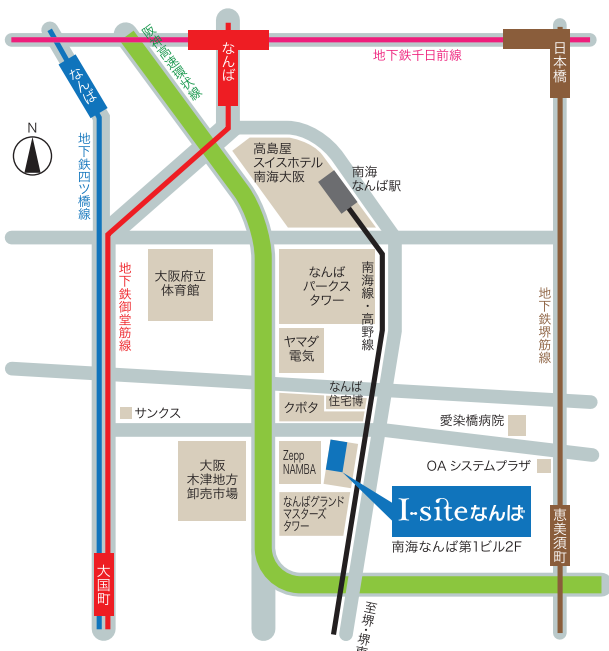 阪神高速環状線
なんば
地下鉄千日前線
日本橋
なんば
N
地下鉄四ツ橋線
高島屋
スイスホテル
南海大阪
南海
なんば駅
大阪府立
体育館
なんば
パークス
タワー
南海線・高野線
地下鉄御堂筋線
地下鉄堺筋線
ヤマダ
電気
なんば
住宅博
クボタ
サンクス
愛染橋病院
大阪
木津地方
卸売市場
Zepp
NAMBA
OA システムプラザ
なんばグランド
マスターズ
タワー
I-siteなんば
南海なんば第1ビル2F
恵美須町
大国町
至堺・堺東